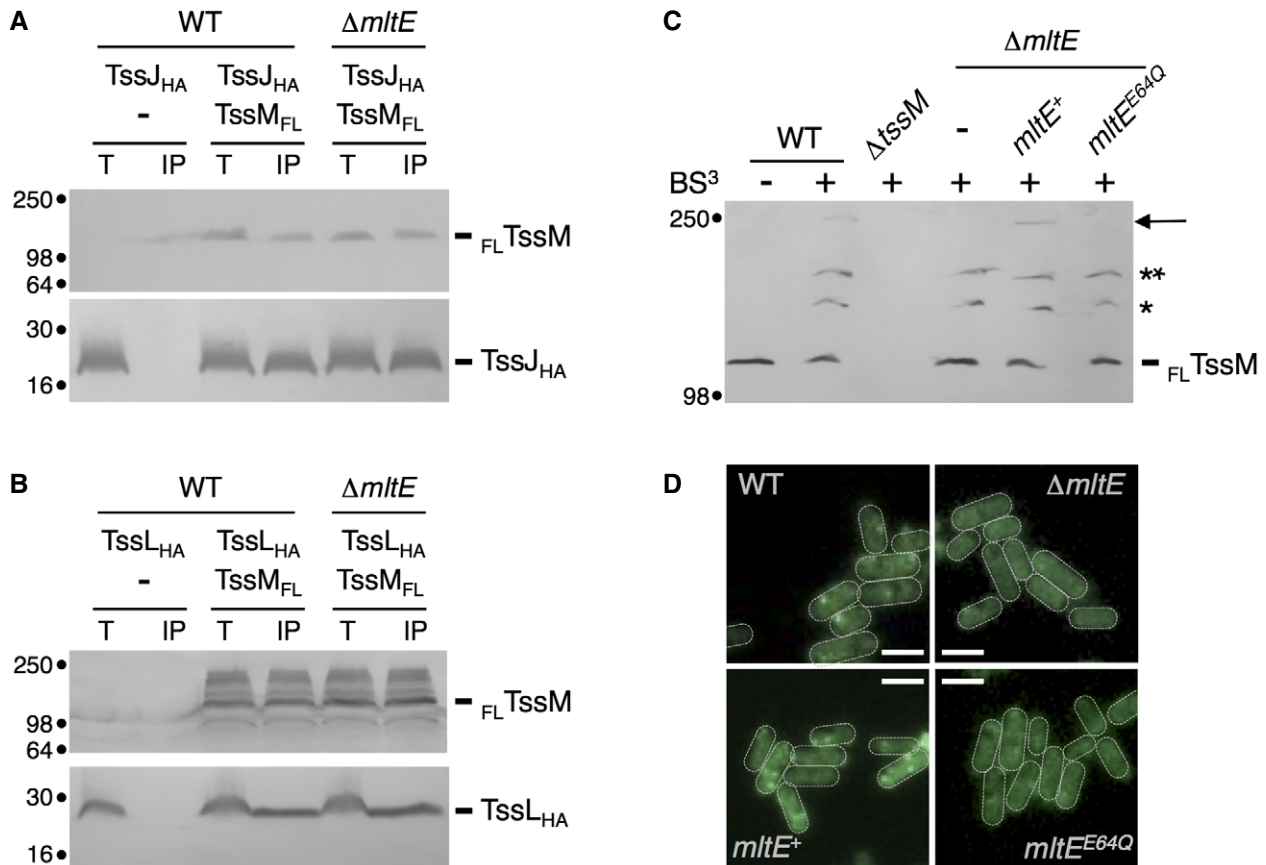 A
WT ΔmltE
TssJHA TssJHA TssJHA
- TssMFL TssMFL
T IP T IP T IP
250
98
64
FLTssM
30
16
TssJHA
B
WT ΔmltE
TssLHA TssLHA TssLHA
- TssMFL TssMFL
T IP T IP T IP
250
98
64
FLTssM
30
16
TssLHA
C
ΔmltE
WT ΔtssM - mltE+ mltEE64Q
BS3 - + + + + +
250
**
*
FLTssM
98
D
WT ΔmltE
mltE+ mltEE64Q